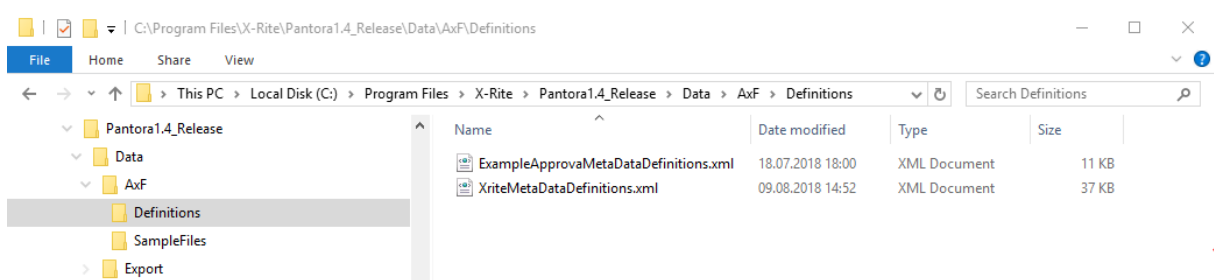 C:\Program Files\X-Rite\Pantora1.4_Release\Data\AxF\Definitions
File Home Share View
This PC > Local Disk (C:) > Program Files > X-Rite > Pantora1.4_Release > Data > AxF > Definitions Search Definitions
Pantora1.4_Release
Data
AxF
Definitions
SampleFiles
Export
Name Date modified Type Size
ExampleApprovaMetaDataDefinitions.xml 18.07.2018 18:00 XML Document 11 KB
XriteMetaDataDefinitions.xml 09.08.2018 14:52 XML Document 37 KB